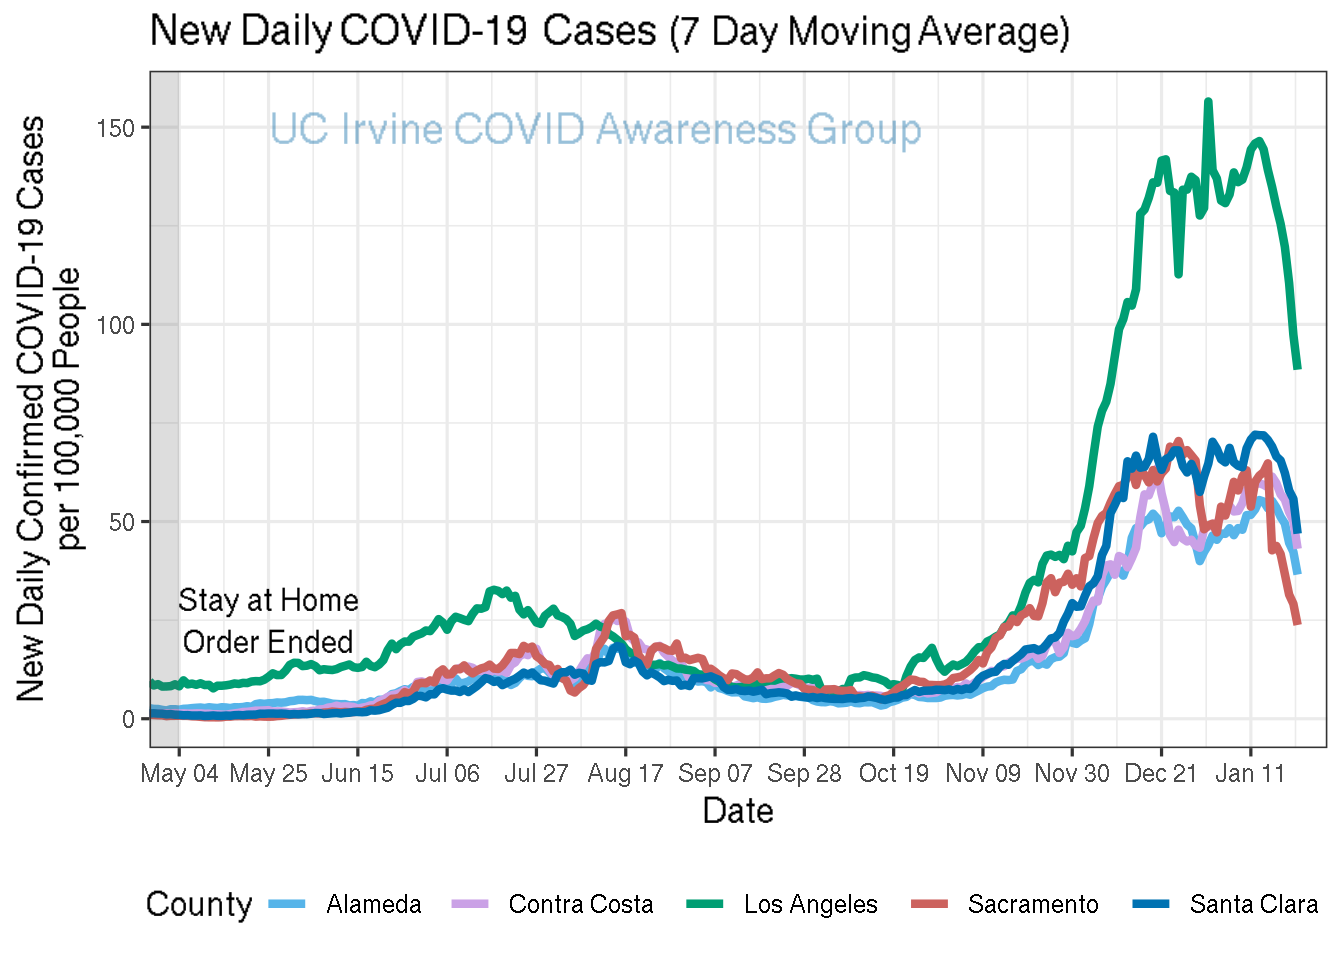 New Daily COVID-19 Cases (7 Day Moving Average)
UC Irvine COVID Awareness Group
New Daily Confirmed COVID-19 Cases
per 100,000 People
150
100
50
0
Stay at Home
Order Ended
May 04 May 25 Jun 15 Jul 06 Jul 27 Aug 17 Sep 07 Sep 28 Oct 19 Nov 09 Nov 30 Dec 21 Jan 11
Date
County Alameda Contra Costa Los Angeles Sacramento Santa Clara